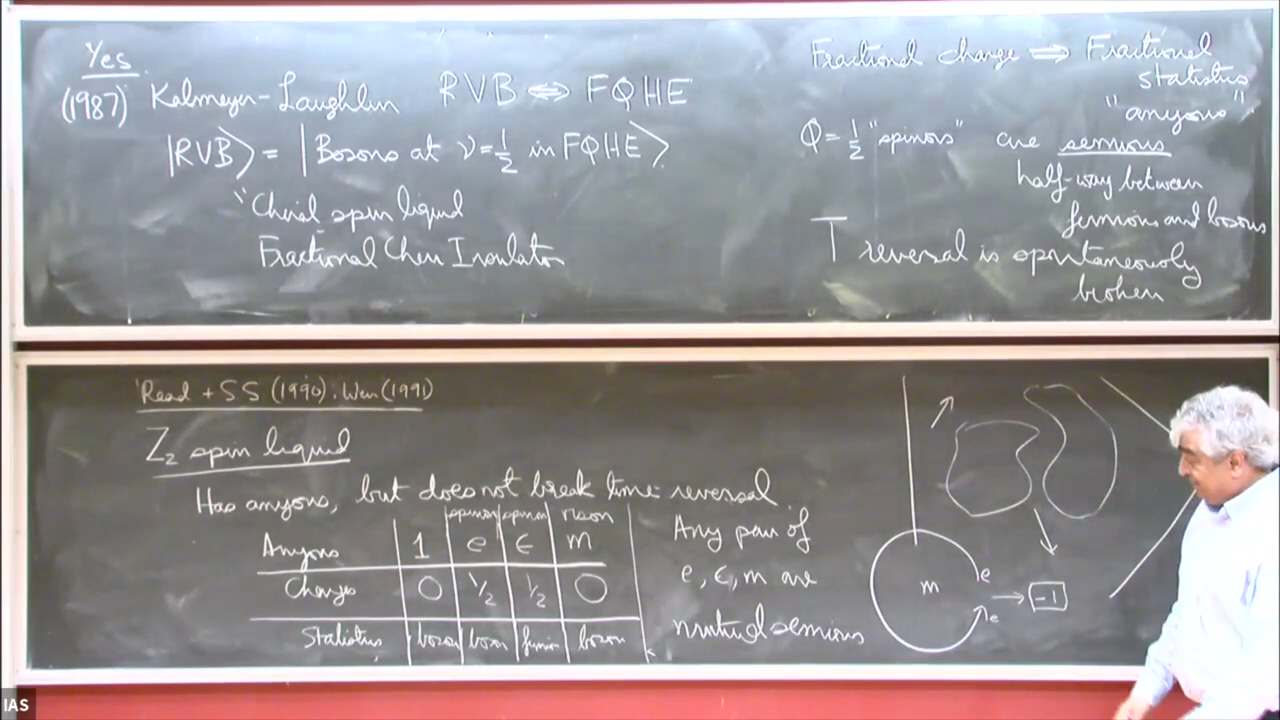 Yes
(1987) Kalmeyer-Laughlin RVB ⟺ FQHE
|RVB⟩ = |Bosons at ν=1/2 in FQHE⟩
"Chiral spin liquid
Fractional Chern Insulator
Fractional charge ⟹ Fractional
statistics
"anyons"
Q=1/2 "spinors" are semions
half-way between
fermions and bosons
T reversal is spontaneously
broken
Read + SS (1990), Wen (1991)
Z₂ spin liquid
Has anyons, but does not break time-reversal
spinon spinon vison
Anyons 1 e ε m
Charges 0 1/2 1/2 0
Statistics boson boson fermion boson
Any pair of
e, ε, m are
mutual semions
m e → -1
e
IAS